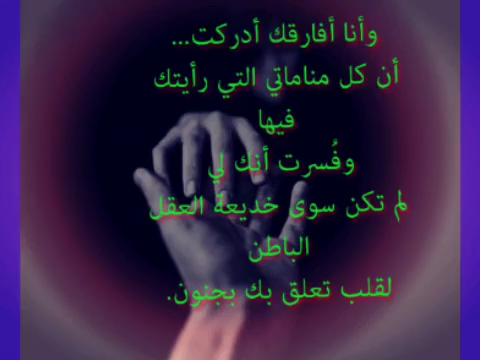 وأنا أفارقك أدركت...
أن كل مناماتي التي رأيتك
فيها
وفُسرت أنك لي
لم تكن سوى خديعة العقل
الباطن
لقلب تعلق بك بجنون.